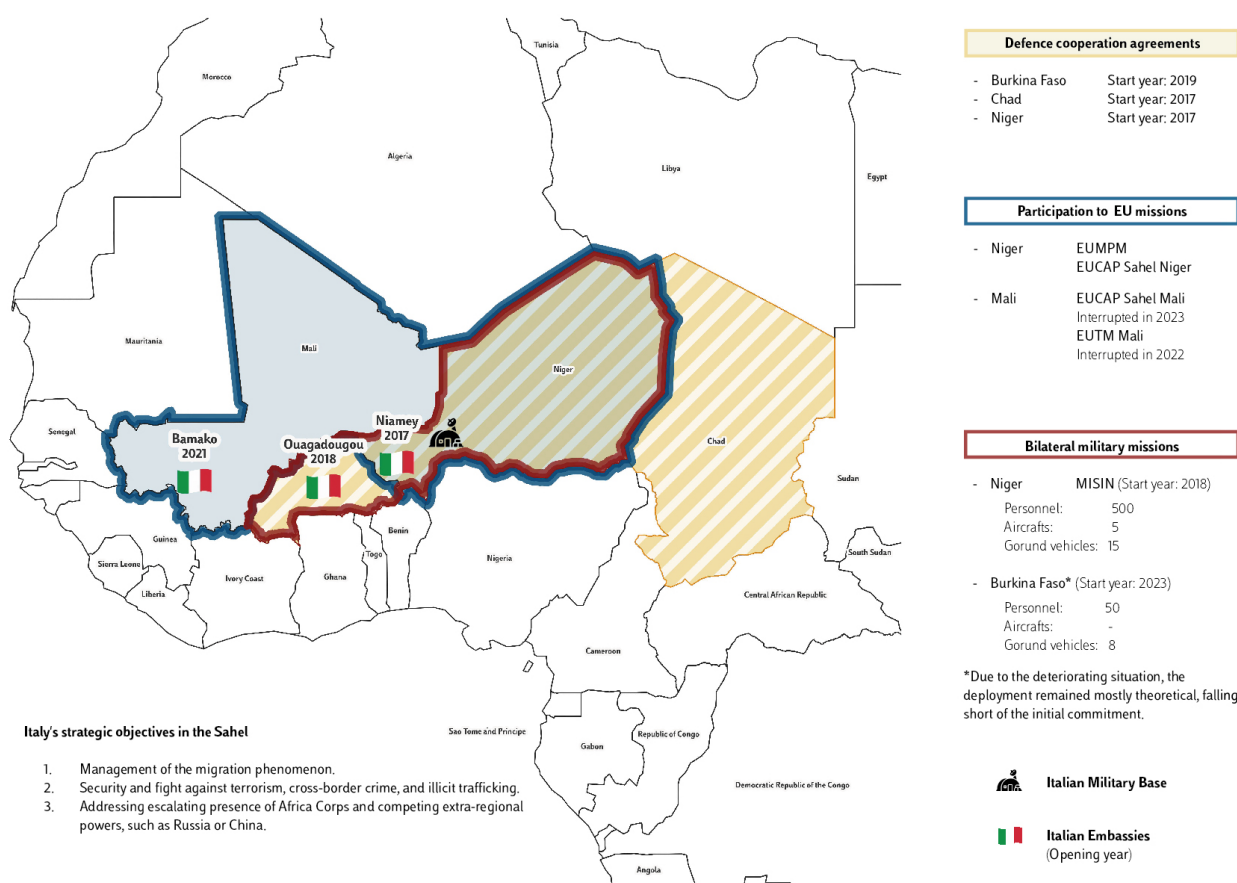 Tunisia
Morocco
Algeria
Libya
Egypt
Mauritania
Mali
Niger
Chad
Sudan
Senegal
Bamako
2021
Ouagadougou
2018
Niamey
2017
Guinea
Sierra Leone
Liberia
Ivory Coast
Ghana
Togo
Benin
Nigeria
South Sudan
Central African Republic
Cameroon
Sao Tome and Principe
Gabon
Republic of Congo
Democratic Republic of the Congo
Angola
Italy's strategic objectives in the Sahel
1. Management of the migration phenomenon.
2. Security and fight against terrorism, cross-border crime, and illicit trafficking.
3. Addressing escalating presence of Africa Corps and competing extra-regional
powers, such as Russia or China.
Defence cooperation agreements
- Burkina Faso Start year: 2019
- Chad Start year: 2017
- Niger Start year: 2017
Participation to EU missions
- Niger EUMPM
EUCAP Sahel Niger
- Mali EUCAP Sahel Mali
Interrupted in 2023
EUTM Mali
Interrupted in 2022
Bilateral military missions
- Niger MISIN (Start year: 2018)
Personnel: 500
Aircrafts: 5
Gorund vehicles: 15
- Burkina Faso* (Start year: 2023)
Personnel: 50
Aircrafts: -
Gorund vehicles: 8
*Due to the deteriorating situation, the
deployment remained mostly theoretical, falling
short of the initial commitment.
Italian Military Base
Italian Embassies
(Opening year)